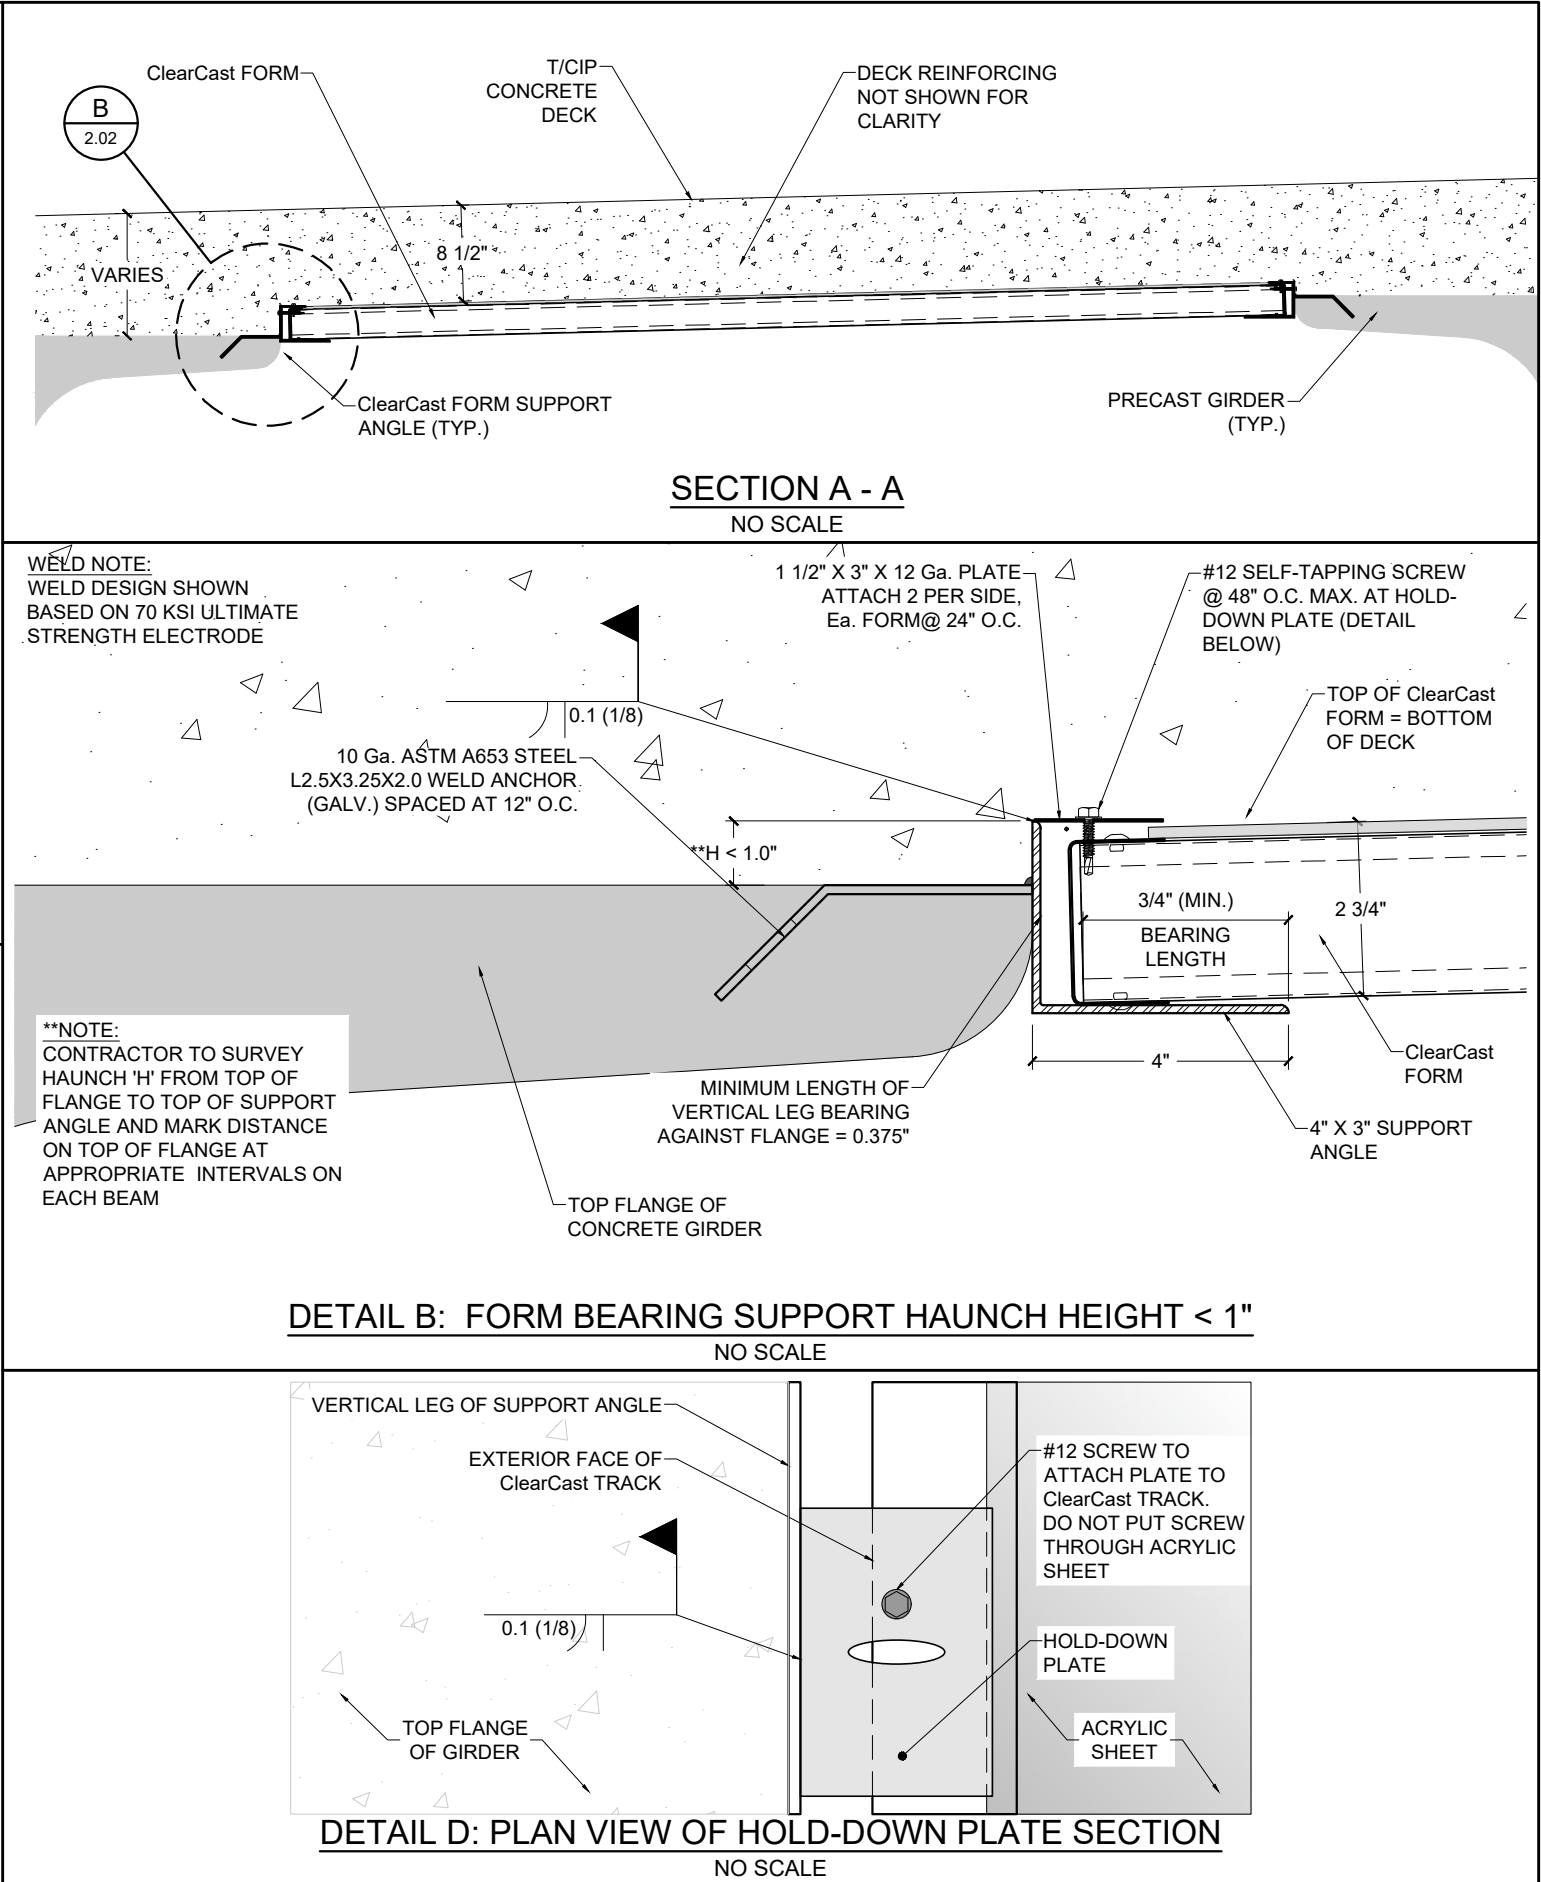 ClearCast FORM
T/CIP
CONCRETE
DECK
DECK REINFORCING
NOT SHOWN FOR
CLARITY
B
2.02
VARIES
8 1/2"
ClearCast FORM SUPPORT
ANGLE (TYP.)
PRECAST GIRDER
(TYP.)
SECTION A - A
NO SCALE
WELD NOTE:
WELD DESIGN SHOWN
BASED ON 70 KSI ULTIMATE
STRENGTH ELECTRODE
1 1/2" X 3" X 12 Ga. PLATE
ATTACH 2 PER SIDE,
Ea. FORM@ 24" O.C.
#12 SELF-TAPPING SCREW
@ 48" O.C. MAX. AT HOLD-
DOWN PLATE (DETAIL
BELOW)
TOP OF ClearCast
FORM = BOTTOM
OF DECK
0.1 (1/8)
10 Ga. ASTM A653 STEEL
L2.5X3.25X2.0 WELD ANCHOR
(GALV.) SPACED AT 12" O.C.
**H < 1.0"
3/4" (MIN.)
BEARING
LENGTH
2 3/4"
4"
**NOTE:
CONTRACTOR TO SURVEY
HAUNCH 'H' FROM TOP OF
FLANGE TO TOP OF SUPPORT
ANGLE AND MARK DISTANCE
ON TOP OF FLANGE AT
APPROPRIATE INTERVALS ON
EACH BEAM
MINIMUM LENGTH OF
VERTICAL LEG BEARING
AGAINST FLANGE = 0.375"
ClearCast
FORM
4" X 3" SUPPORT
ANGLE
TOP FLANGE OF
CONCRETE GIRDER
DETAIL B: FORM BEARING SUPPORT HAUNCH HEIGHT < 1"
NO SCALE
VERTICAL LEG OF SUPPORT ANGLE
EXTERIOR FACE OF
ClearCast TRACK
#12 SCREW TO
ATTACH PLATE TO
ClearCast TRACK.
DO NOT PUT SCREW
THROUGH ACRYLIC
SHEET
0.1 (1/8)
HOLD-DOWN
PLATE
TOP FLANGE
OF GIRDER
ACRYLIC
SHEET
DETAIL D: PLAN VIEW OF HOLD-DOWN PLATE SECTION
NO SCALE